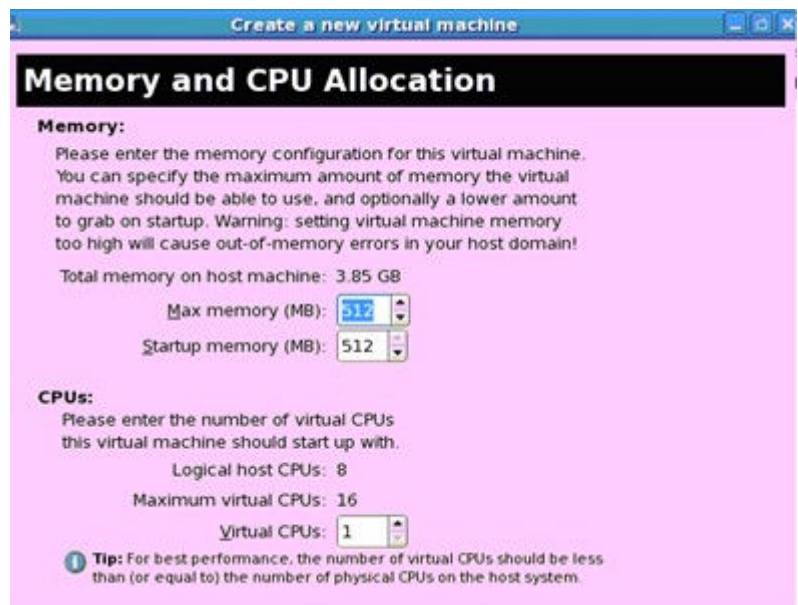 Create a new virtual machine
Memory and CPU Allocation
Memory:
Please enter the memory configuration for this virtual machine.
You can specify the maximum amount of memory the virtual
machine should be able to use, and optionally a lower amount
to grab on startup. Warning: setting virtual machine memory
too high will cause out-of-memory errors in your host domain!
Total memory on host machine: 3.85 GB
Max memory (MB): 512
Startup memory (MB): 512
CPUs:
Please enter the number of virtual CPUs
this virtual machine should start up with.
Logical host CPUs: 8
Maximum virtual CPUs: 16
Virtual CPUs: 1
Tip: For best performance, the number of virtual CPUs should be less
than (or equal to) the number of physical CPUs on the host system.